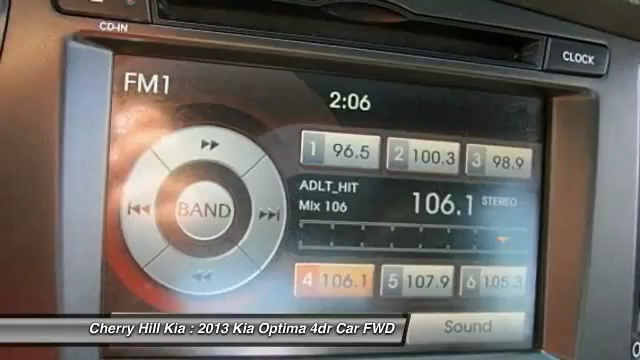 CD-IN
CLOCK
FM1
2:06
1 96.5
2 100.3
3 98.9
ADLT_HIT
Mix 106
106.1 STEREO
BAND
4 106.1
5 107.9
6 105.3
Sound
Cherry Hill Kia : 2013 Kia Optima 4dr Car FWD